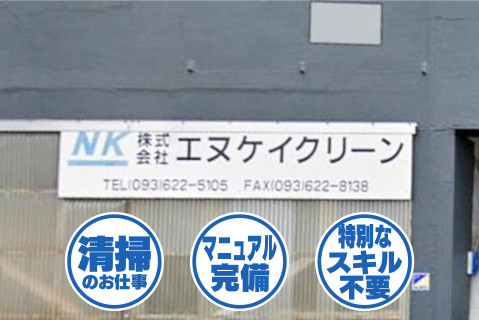 NK 株式会社 エヌケイクリーン
TEL(093)622-5105 FAX(093)622-8138
清掃
のお仕事
マニュアル
完備
特別な
スキル
不要